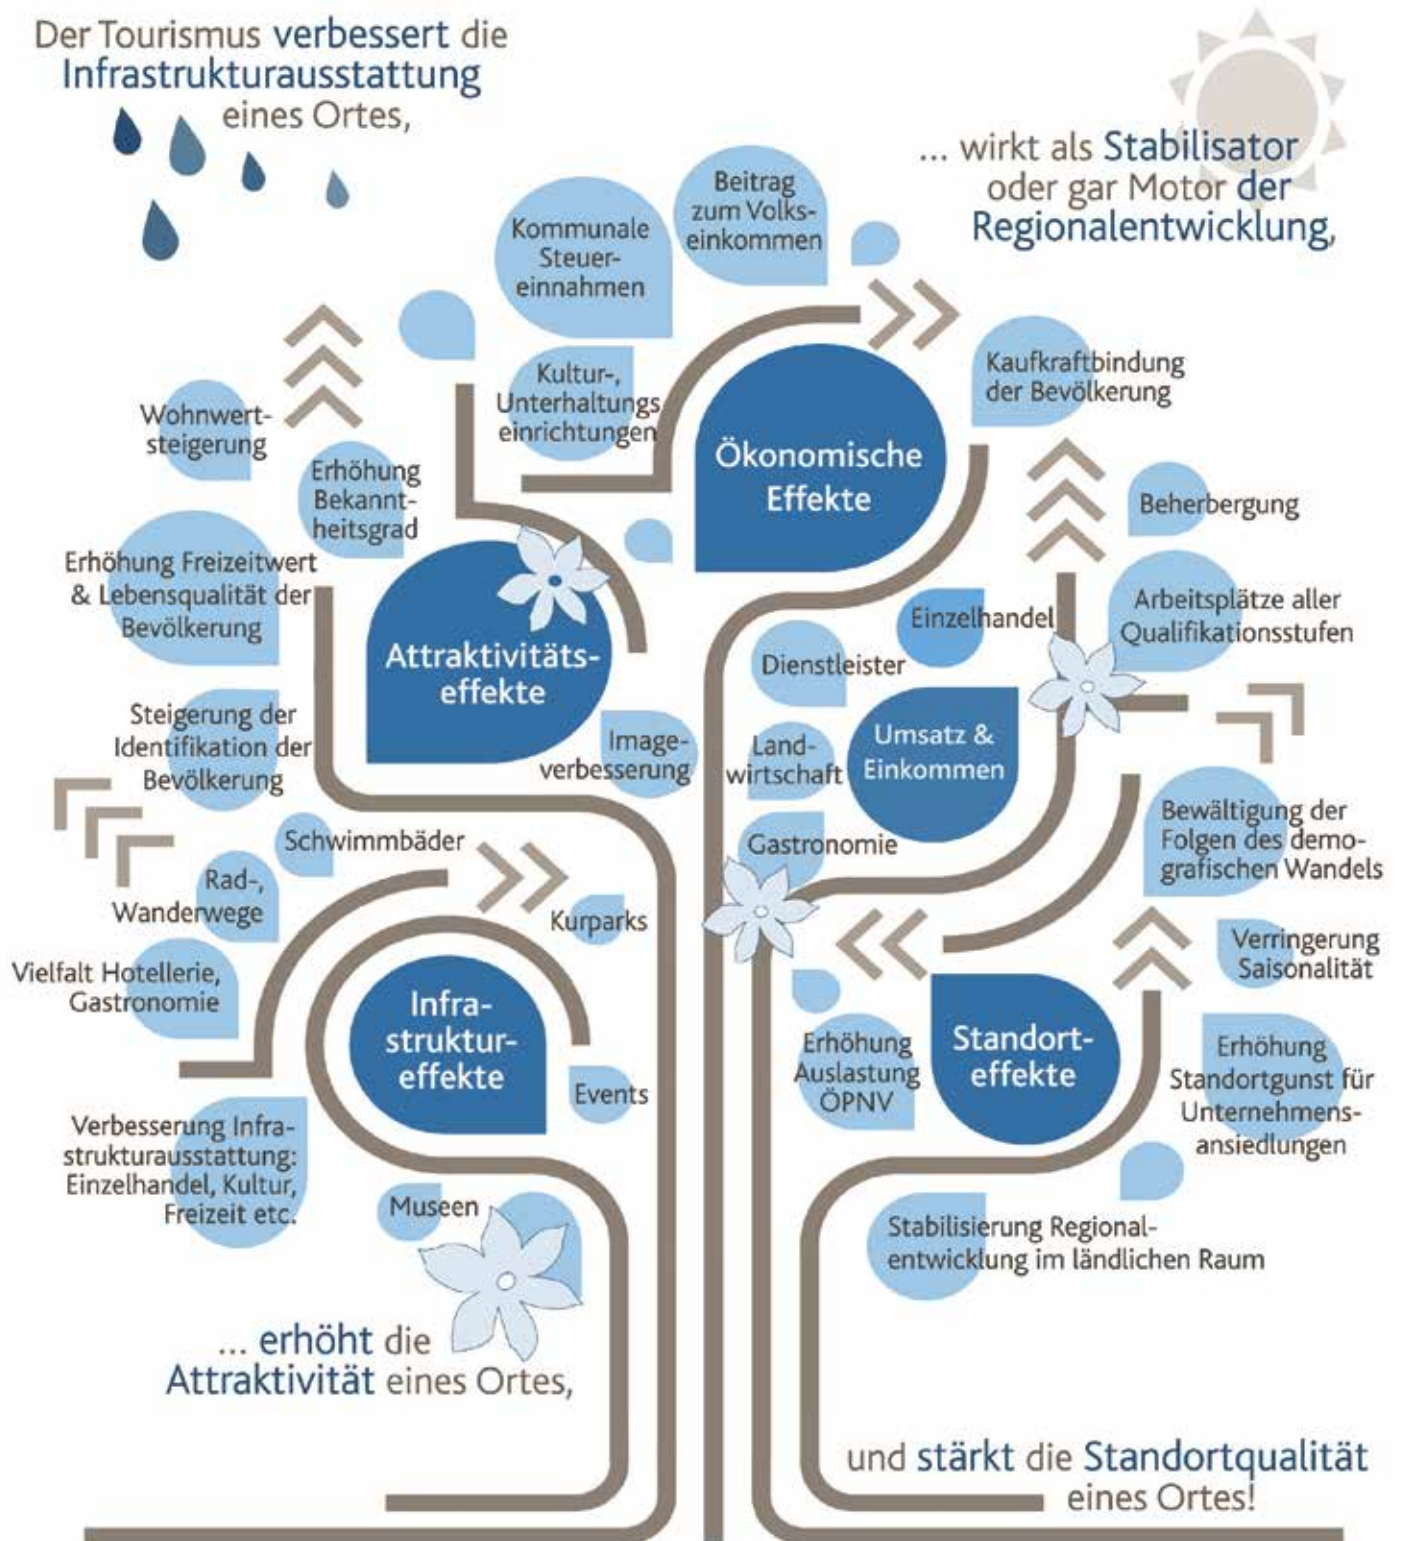 Der Tourismus verbessert die
Infrastrukturausstattung
eines Ortes,
... wirkt als Stabilisator
oder gar Motor der
Regionalentwicklung,
Beitrag
zum Volks-
einkommen
Kommunale
Steuer-
einnahmen
Kultur-,
Unterhaltungs
einrichtungen
Kaufkraftbindung
der Bevölkerung
Ökonomische
Effekte
Wohnwert-
steigerung
Erhöhung
Bekannt-
heitsgrad
Erhöhung Freizeitwert
& Lebensqualität der
Bevölkerung
Attraktivitäts-
effekte
Steigerung der
Identifikation der
Bevölkerung
Image-
verbesserung
Beherbergung
Arbeitsplätze aller
Qualifikationsstufen
Einzelhandel
Dienstleister
Land-
wirtschaft
Umsatz &
Einkommen
Gastronomie
Bewältigung der
Folgen des demo-
grafischen Wandels
Schwimmbäder
Rad-,
Wanderwege
Kurparks
Vielfalt Hotellerie,
Gastronomie
Infra-
struktur-
effekte
Events
Verbesserung Infra-
strukturausstattung:
Einzelhandel, Kultur,
Freizeit etc.
Museen
Verringerung
Saisonalität
Erhöhung
Auslastung
ÖPNV
Standort-
effekte
Erhöhung
Standortgunst für
Unternehmens-
ansiedlungen
Stabilisierung Regional-
entwicklung im ländlichen Raum
... erhöht die
Attraktivität eines Ortes,
und stärkt die Standortqualität
eines Ortes!